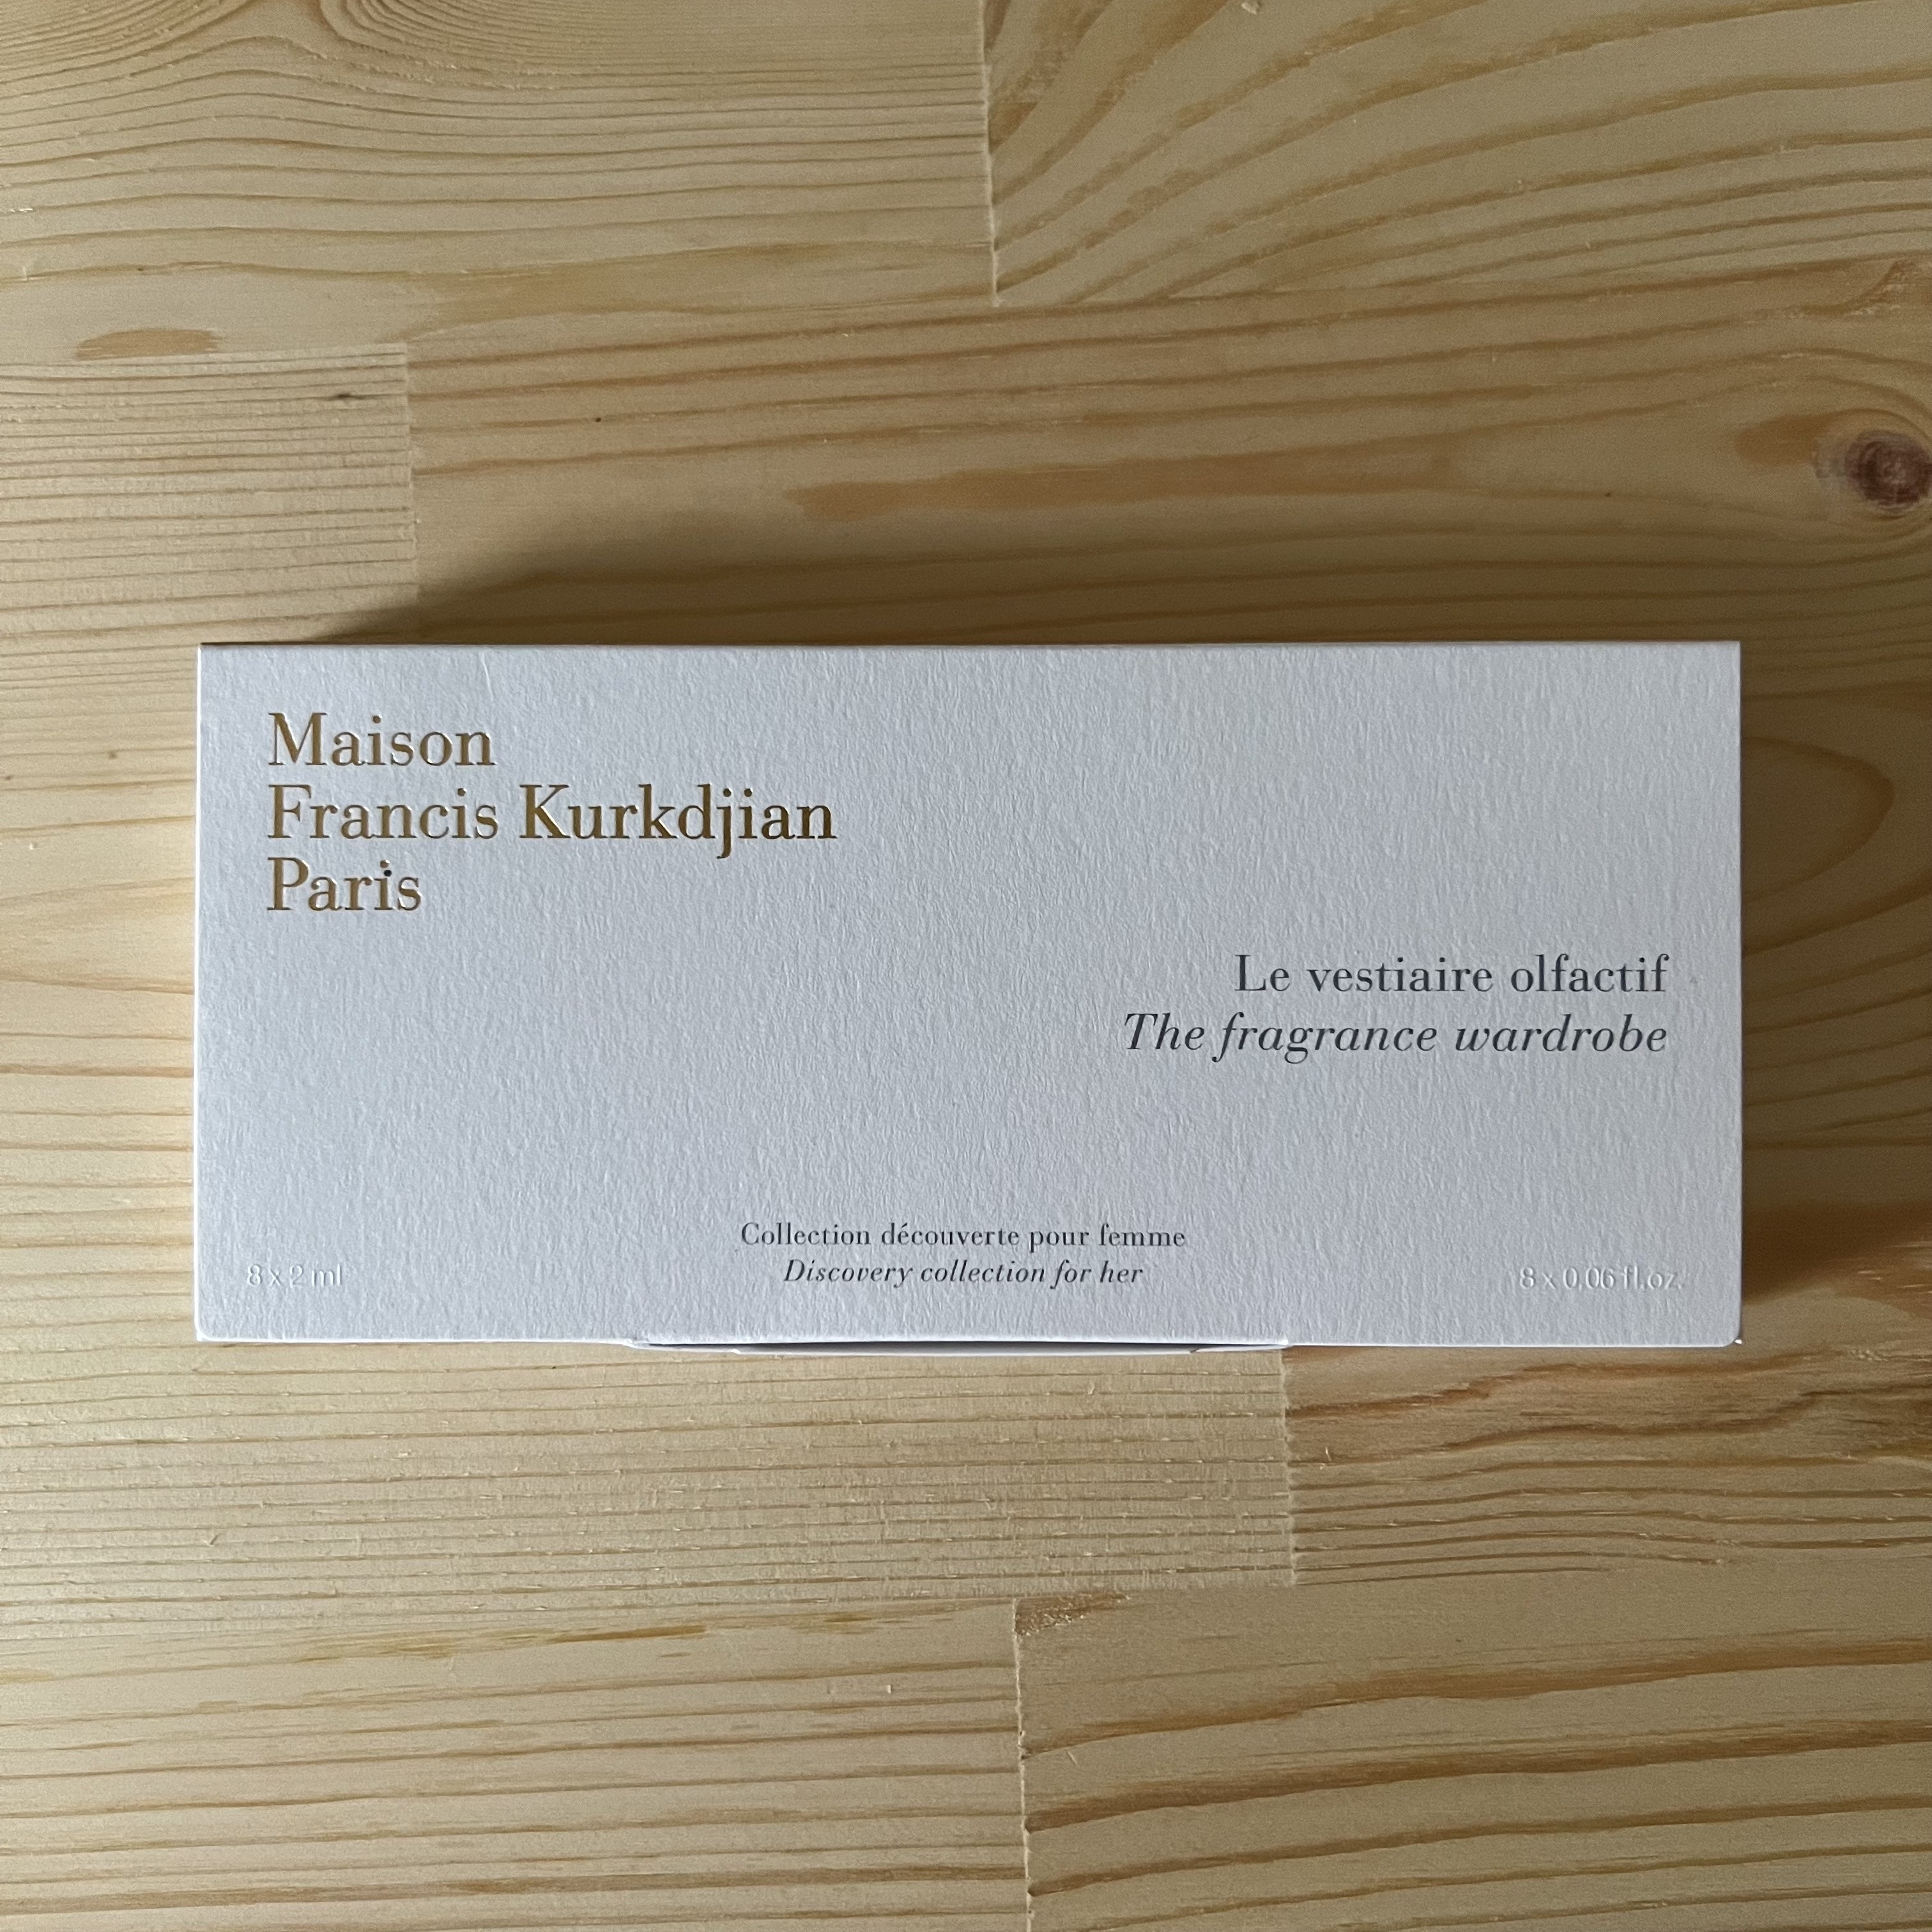 Maison
Francis Kurkdjian
Paris
Le vestiaire olfactif
The fragrance wardrobe
Collection découverte pour femme
Discovery collection for her
8 x 2 ml
8 x 0,06 fl.oz.